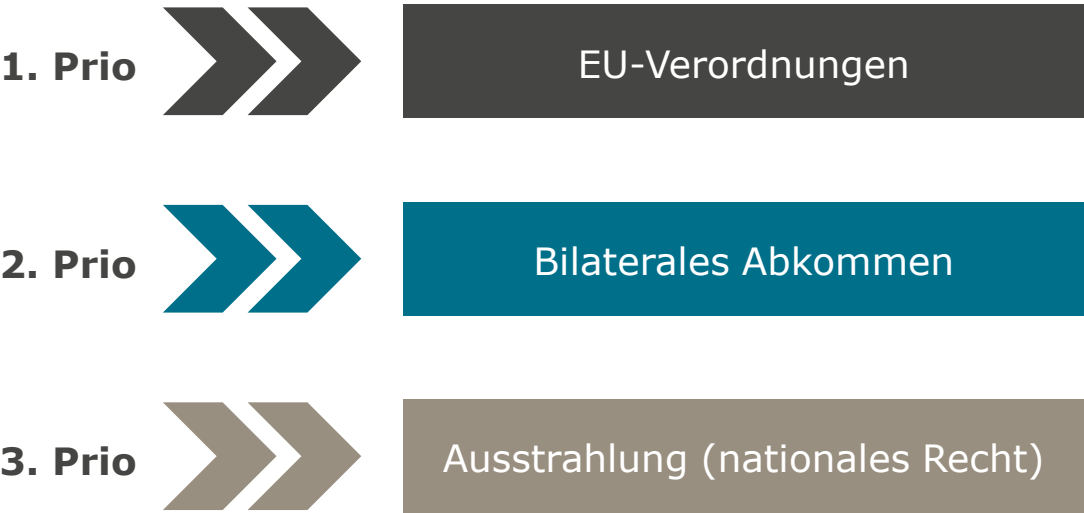 1. Prio
EU-Verordnungen
2. Prio
Bilaterales Abkommen
3. Prio
Ausstrahlung (nationales Recht)